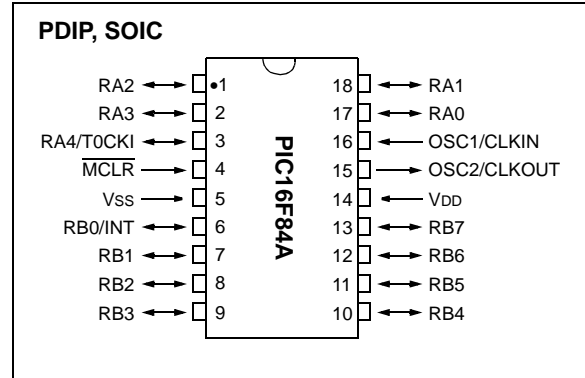 PDIP, SOIC
RA2 1 18 RA1
RA3 2 17 RA0
RA4/T0CKI 3 16 OSC1/CLKIN
MCLR 4 15 OSC2/CLKOUT
VSS 5 14 VDD
RB0/INT 6 13 RB7
RB1 7 12 RB6
RB2 8 11 RB5
RB3 9 10 RB4
PIC16F84A